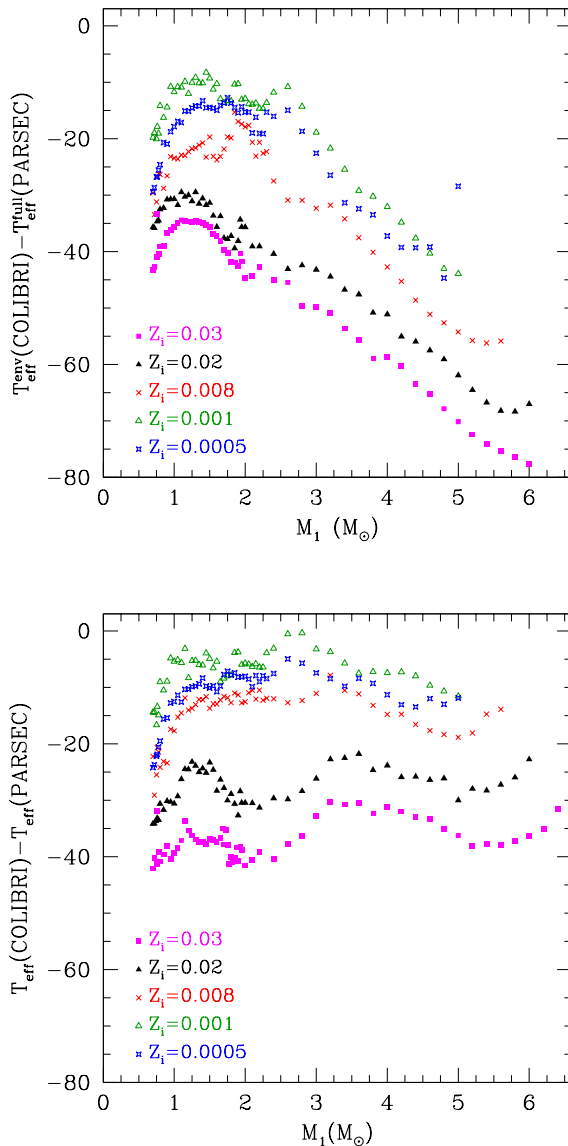 0
−20
−40
−60
−80
T_eff^env(COLIBRI)−T_eff^full(PARSEC)
Z_i=0.03
Z_i=0.02
Z_i=0.008
Z_i=0.001
Z_i=0.0005
0 1 2 3 4 5 6
M_1 (M_⊙)
0
−20
−40
−60
−80
T_eff(COLIBRI)−T_eff(PARSEC)
Z_i=0.03
Z_i=0.02
Z_i=0.008
Z_i=0.001
Z_i=0.0005
0 1 2 3 4 5 6
M_1(M_⊙)